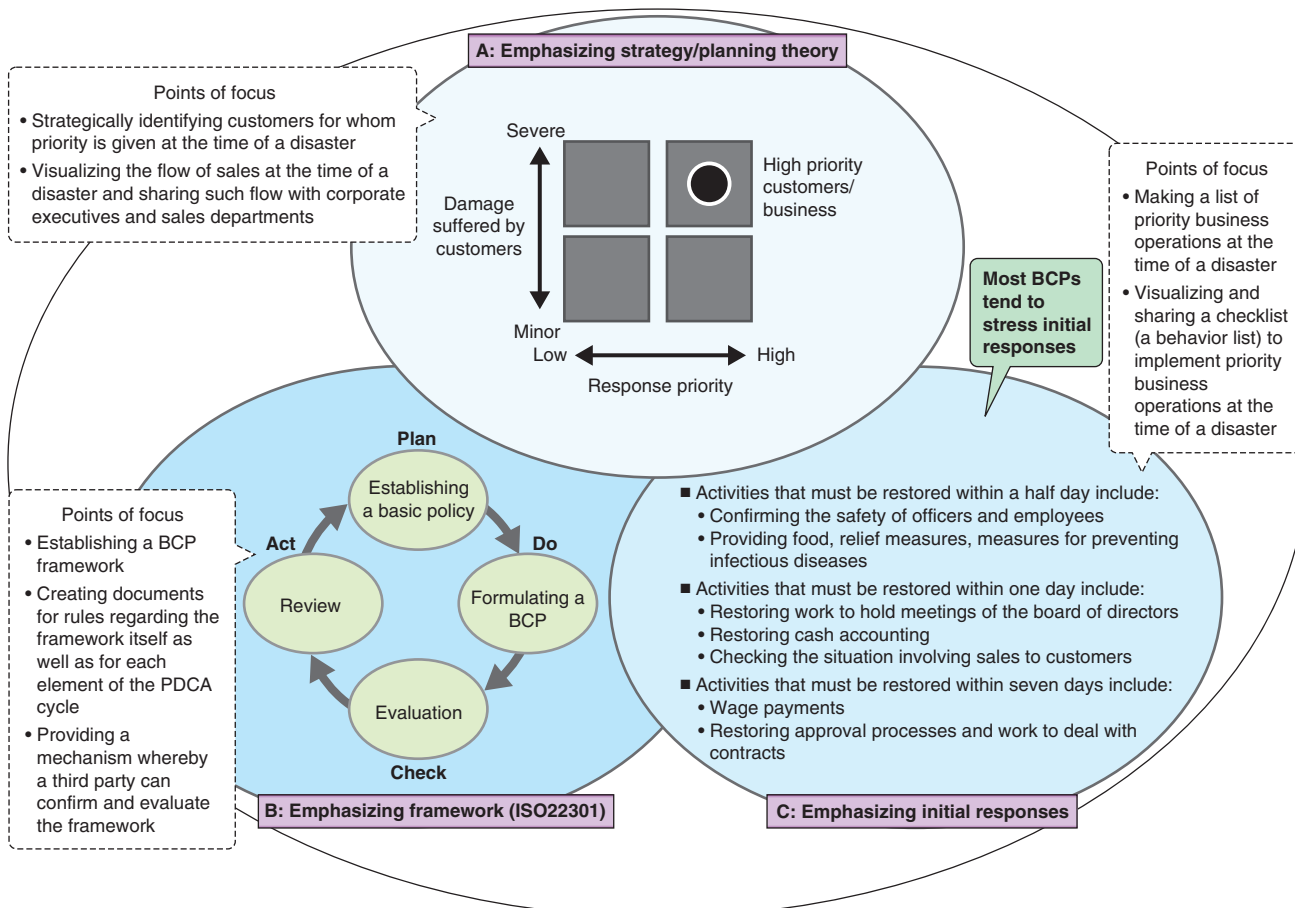 A: Emphasizing strategy/planning theory
Points of focus
• Strategically identifying customers for whom
priority is given at the time of a disaster
• Visualizing the flow of sales at the time of a
disaster and sharing such flow with corporate
executives and sales departments
Severe
Damage
suffered by
customers
Minor
High priority
customers/
business
Low
High
Response priority
Most BCPs
tend to
stress initial
responses
Points of focus
• Making a list of
priority business
operations at the
time of a disaster
• Visualizing and
sharing a checklist
(a behavior list) to
implement priority
business
operations at the
time of a disaster
Points of focus
• Establishing a BCP
framework
• Creating documents
for rules regarding the
framework itself as
well as for each
element of the PDCA
cycle
• Providing a
mechanism whereby
a third party can
confirm and evaluate
the framework
Plan
Establishing
a basic policy
Act
Do
Review
Formulating a
BCP
Evaluation
Check
B: Emphasizing framework (ISO22301)
■ Activities that must be restored within a half day include:
• Confirming the safety of officers and employees
• Providing food, relief measures, measures for preventing
infectious diseases
■ Activities that must be restored within one day include:
• Restoring work to hold meetings of the board of directors
• Restoring cash accounting
• Checking the situation involving sales to customers
■ Activities that must be restored within seven days include:
• Wage payments
• Restoring approval processes and work to deal with
contracts
C: Emphasizing initial responses